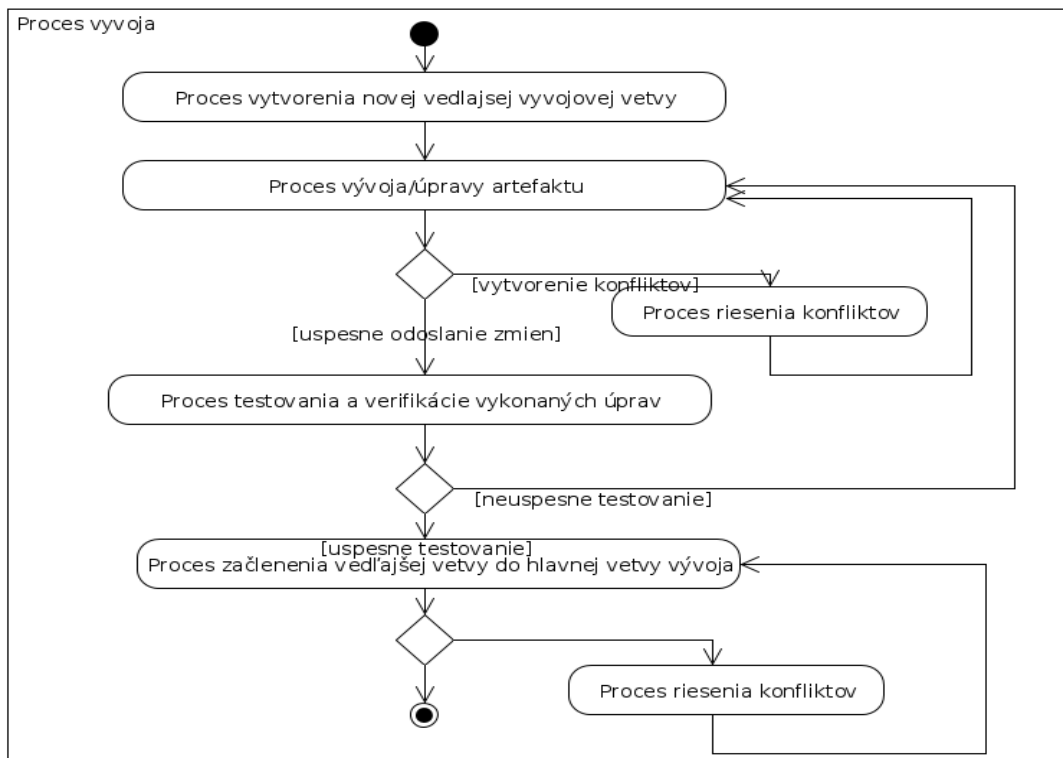 Proces vyvoja
Proces vytvorenia novej vedlajsej vyvojovej vetvy
Proces vývoja/úpravy artefaktu
[vytvorenie konfliktov]
Proces riesenia konfliktov
[uspesne odoslanie zmien]
Proces testovania a verifikácie vykonaných úprav
[neuspesne testovanie]
[uspesne testovanie]
Proces začlenenia vedľajšej vetvy do hlavnej vetvy vývoja
Proces riesenia konfliktov